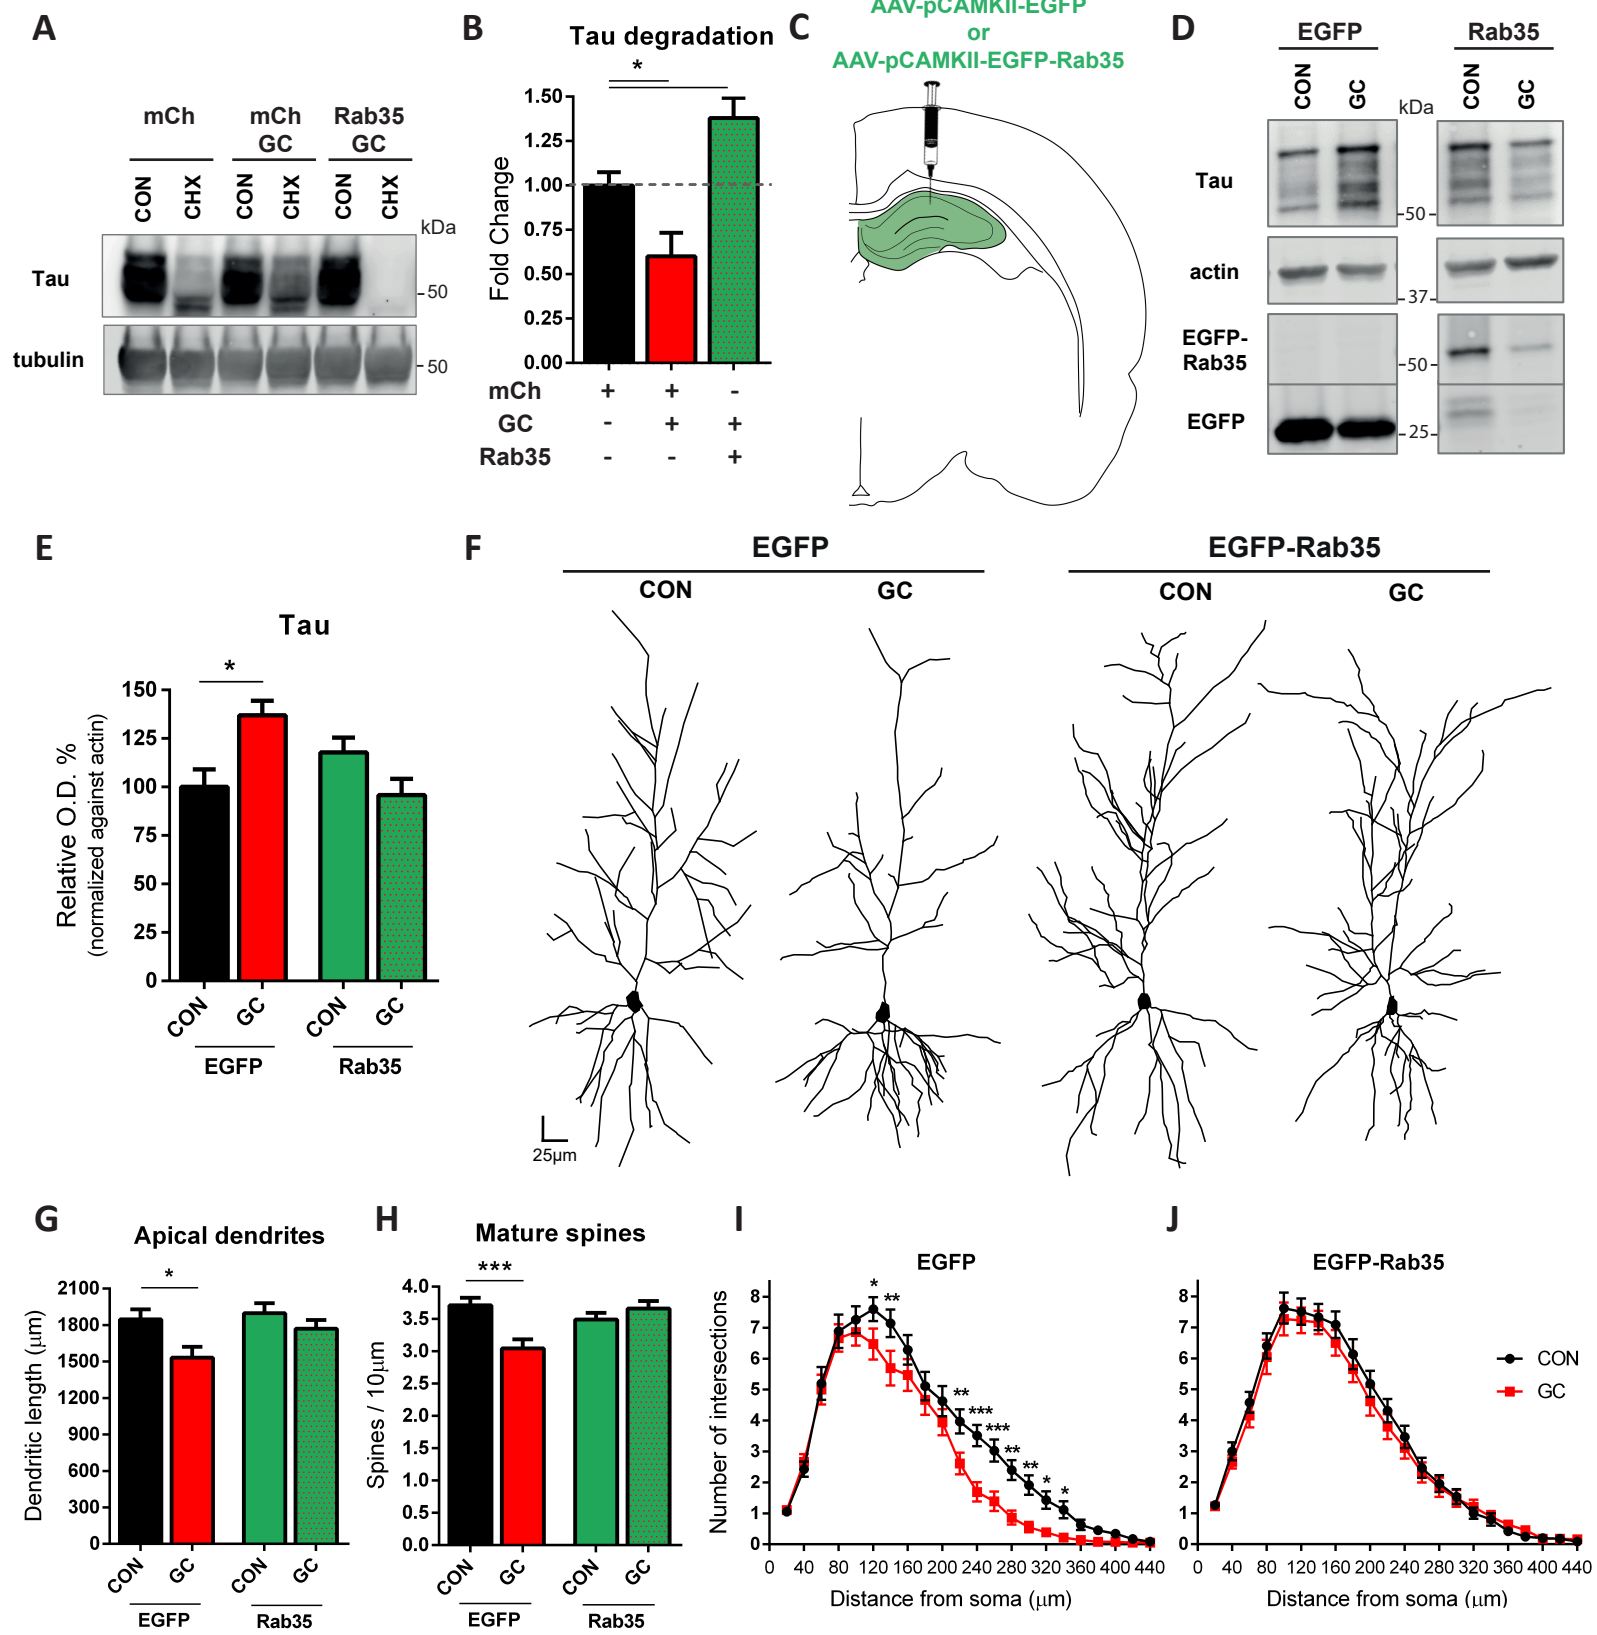 A
mCh
mCh
GC
Rab35
GC
CON
CHX
CON
CHX
CON
CHX
kDa
Tau
50
tubulin
50
B
Tau degradation
*
Fold Change
1.50
1.25
1.00
0.75
0.50
0.25
0.00
mCh + + -
GC - + +
Rab35 - - +
C
AAV-pCAMKII-EGFP
or
AAV-pCAMKII-EGFP-Rab35
D
EGFP
Rab35
CON
GC
kDa
CON
GC
Tau
50
actin
37
EGFP-
Rab35
50
EGFP
25
E
Tau
*
Relative O.D. %
(normalized against actin)
150
125
100
75
50
25
0
CON
GC
CON
GC
EGFP
Rab35
F
EGFP
EGFP-Rab35
CON
GC
CON
GC
25µm
G
Apical dendrites
*
Dendritic length (µm)
2100
1800
1500
1200
900
600
300
0
CON
GC
CON
GC
EGFP
Rab35
H
Mature spines
***
Spines / 10µm
4.0
3.5
3.0
2.5
2.0
1.5
1.0
0.5
0.0
CON
GC
CON
GC
EGFP
Rab35
I
EGFP
Number of intersections
8
7
6
5
4
3
2
1
0
*
**
**
***
***
**
**
*
*
0 40 80 120 160 200 240 280 320 360 400 440
Distance from soma (µm)
J
EGFP-Rab35
8
7
6
5
4
3
2
1
0
CON
GC
0 40 80 120 160 200 240 280 320 360 400 440
Distance from soma (µm)